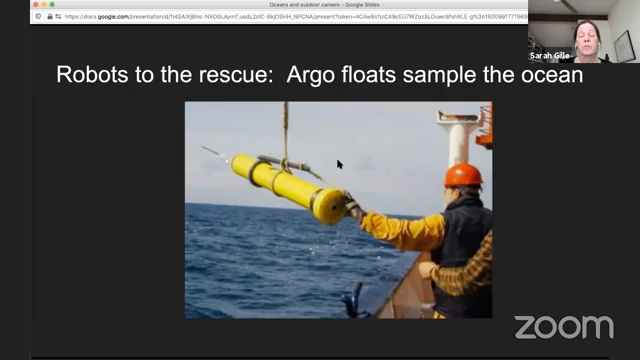 Oceans and outdoor careers - Google Slides
Sarah Gille
Robots to the rescue: Argo floats sample the ocean
zoom